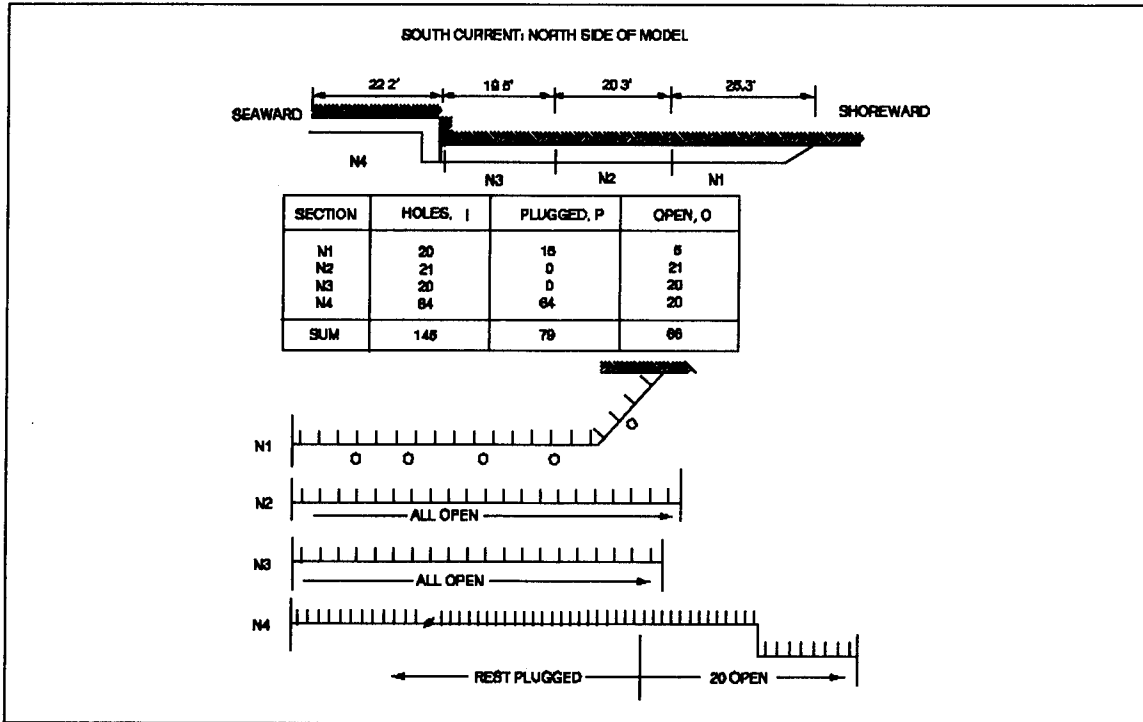 SOUTH CURRENT: NORTH SIDE OF MODEL
22.2' 19.5' 20.3' 25.3'
SEAWARD SHOREWARD
N4 N3 N2 N1
SECTION HOLES, I PLUGGED, P OPEN, O
N1 20 15 5
N2 21 0 21
N3 20 0 20
N4 84 64 20
SUM 145 79 66
N1
O O O O O
N2
ALL OPEN
N3
ALL OPEN
N4
REST PLUGGED 20 OPEN